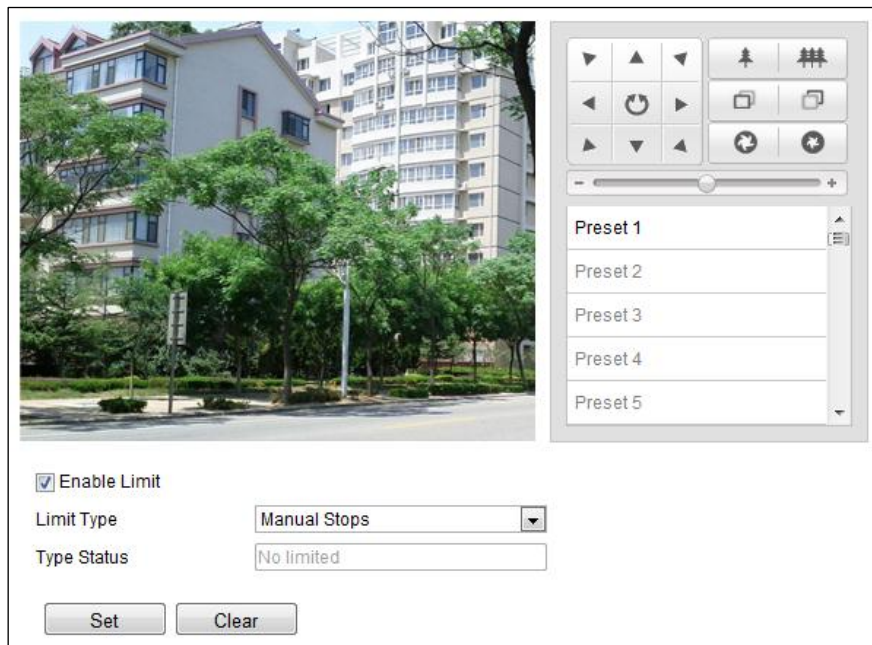 Preset 1
Preset 2
Preset 3
Preset 4
Preset 5
Enable Limit
Limit Type Manual Stops
Type Status No limited
Set Clear